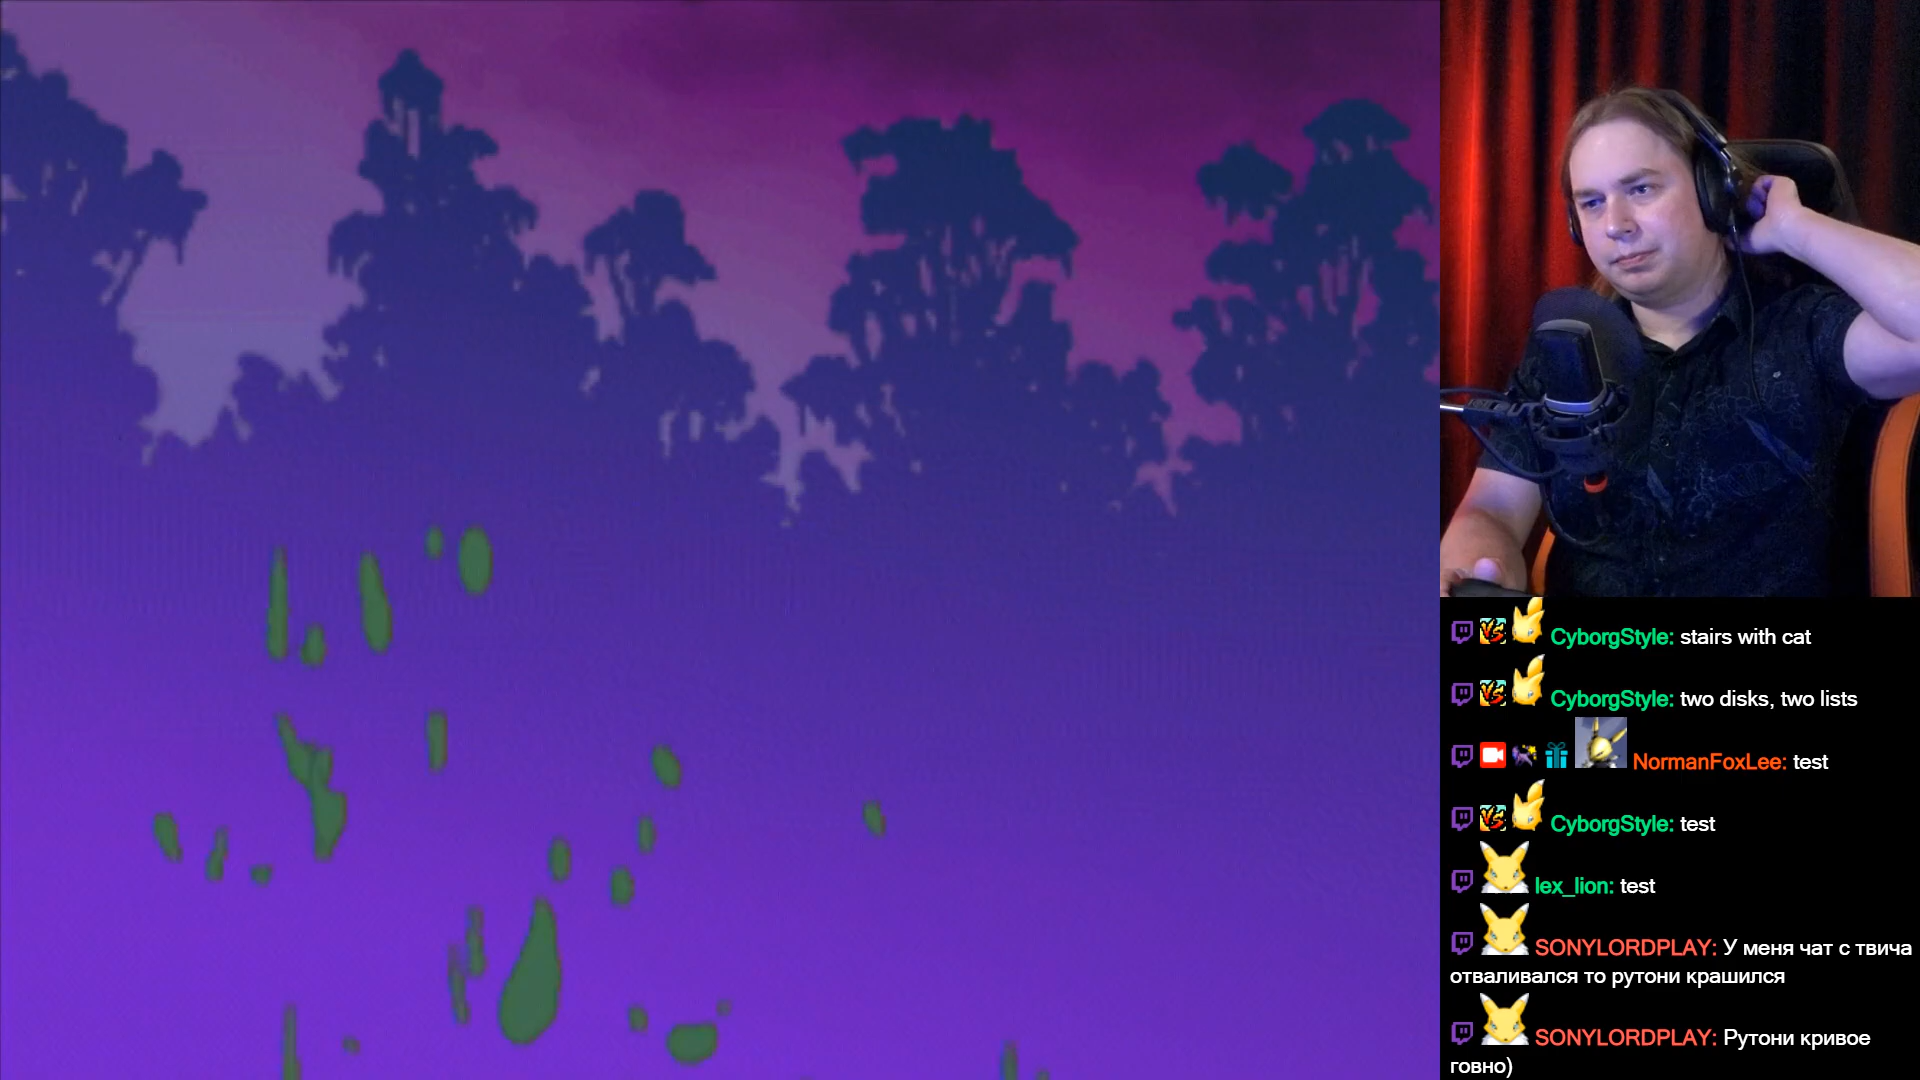 CyborgStyle: stairs with cat
CyborgStyle: two disks, two lists
NormanFoxLee: test
CyborgStyle: test
lex_lion: test
SONYLORDPLAY: У меня чат с твича
отваливался то рутони крашился
SONYLORDPLAY: Рутони кривое
говно)